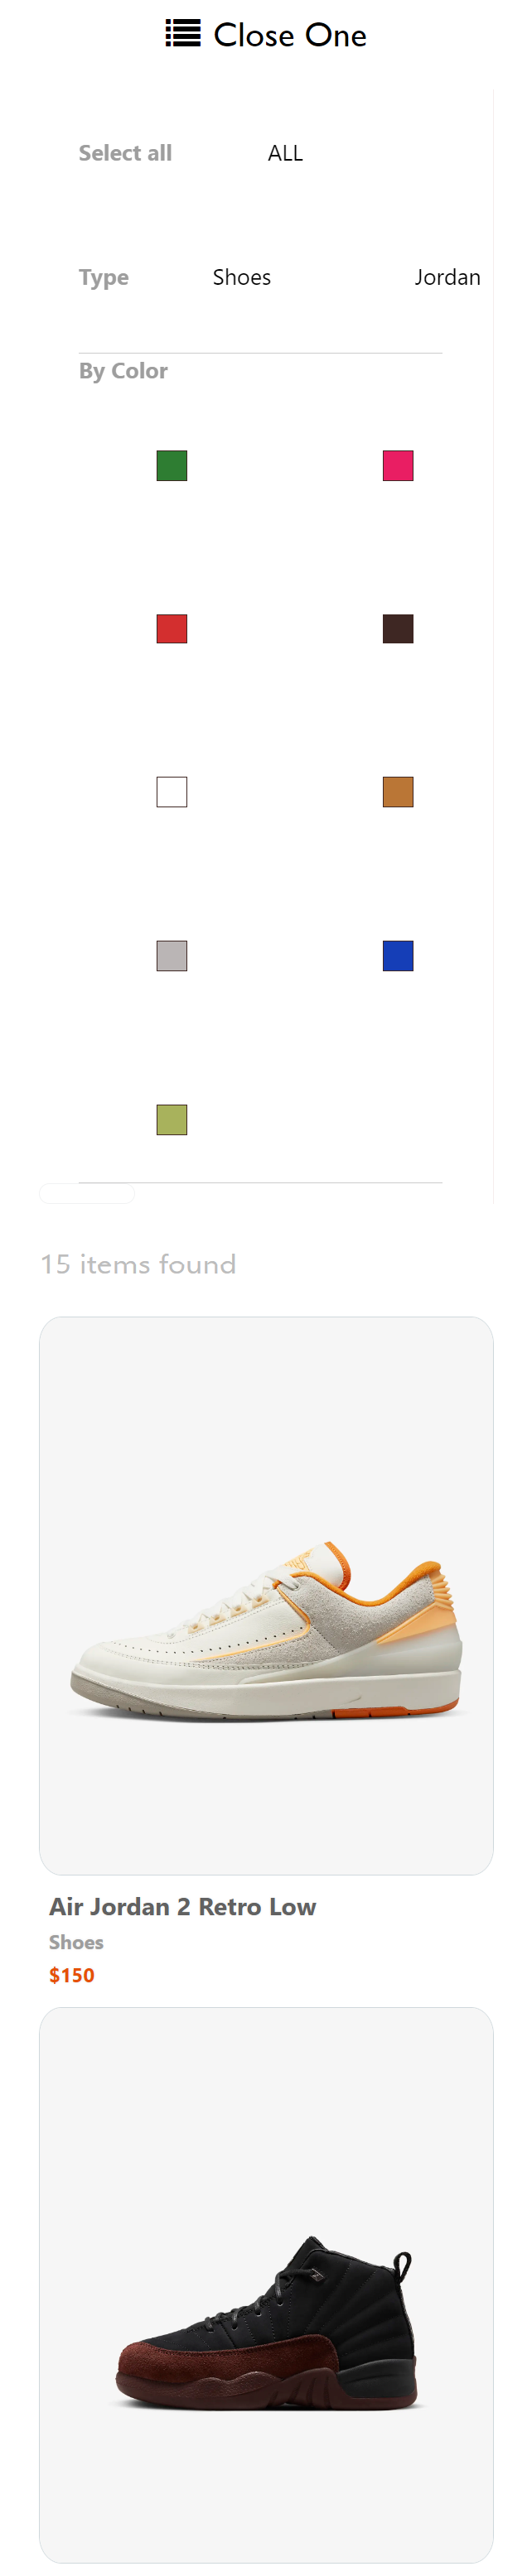 Close One
Select all ALL
Type Shoes Jordan
By Color
15 items found
Air Jordan 2 Retro Low
Shoes
$150